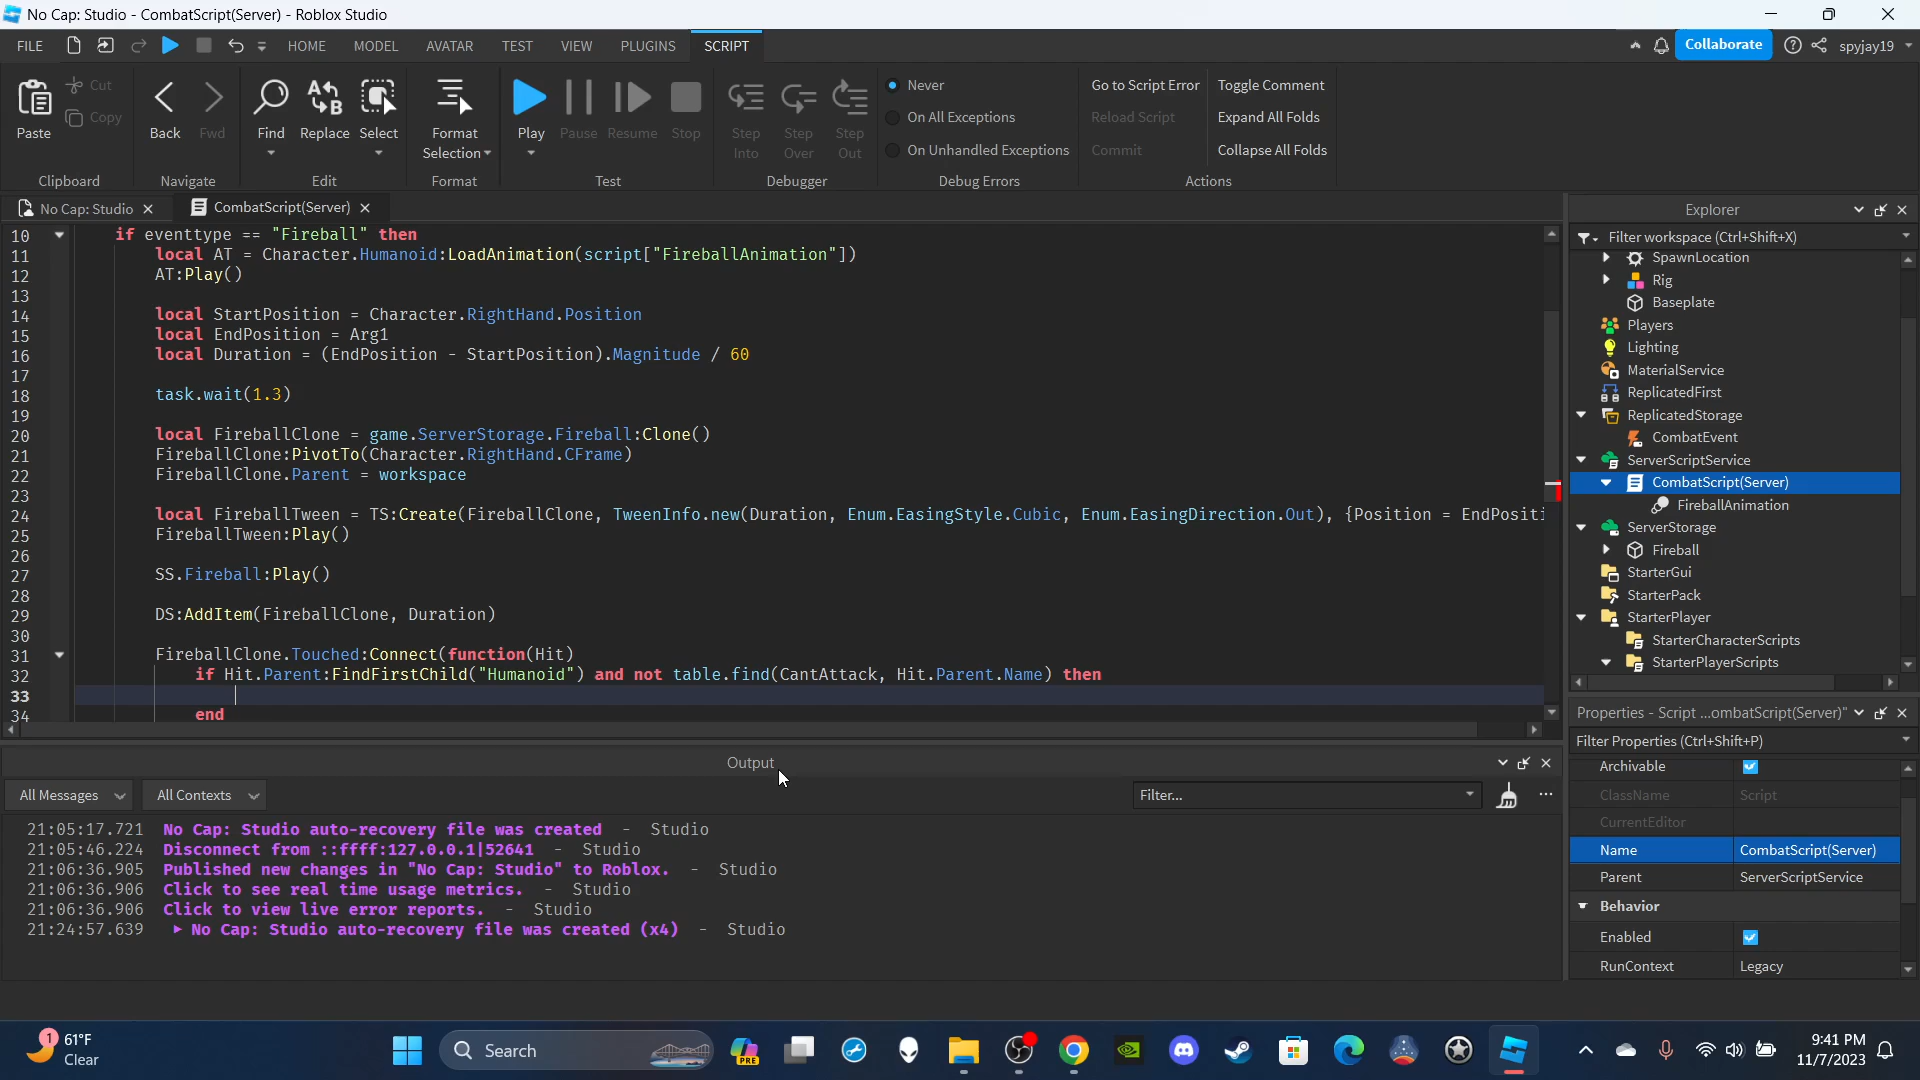 No Cap: Studio - CombatScript(Server) - Roblox Studio
FILE
HOME
MODEL
AVATAR
TEST
VIEW
PLUGINS
SCRIPT
Collaborate
spyjay19
Paste
Cut
Copy
Clipboard
Back
Fwd
Navigate
Find
Replace
Select
Edit
Format
Selection
Format
Play
Pause
Resume
Stop
Test
Step
Into
Step
Over
Step
Out
Debugger
Never
On All Exceptions
On Unhandled Exceptions
Debug Errors
Go to Script Error
Reload Script
Commit
Toggle Comment
Expand All Folds
Collapse All Folds
Actions
No Cap: Studio
CombatScript(Server)
10 if eventtype == "Fireball" then
11 local AT = Character.Humanoid:LoadAnimation(script["FireballAnimation"])
12 AT:Play()
13
14 local StartPosition = Character.RightHand.Position
15 local EndPosition = Arg1
16 local Duration = (EndPosition - StartPosition).Magnitude / 60
17
18 task.wait(1.3)
19
20 local FireballClone = game.ServerStorage.Fireball:Clone()
21 FireballClone:PivotTo(Character.RightHand.CFrame)
22 FireballClone.Parent = workspace
23
24 local FireballTween = TS:Create(FireballClone, TweenInfo.new(Duration, Enum.EasingStyle.Cubic, Enum.EasingDirection.Out), {Position = EndPositi
25 FireballTween:Play()
26
27 SS.Fireball:Play()
28
29 DS:AddItem(FireballClone, Duration)
30
31 FireballClone.Touched:Connect(function(Hit)
32 if Hit.Parent:FindFirstChild("Humanoid") and not table.find(CantAttack, Hit.Parent.Name) then
33
34 end
Explorer
Filter workspace (Ctrl+Shift+X)
SpawnLocation
Rig
Baseplate
Players
Lighting
MaterialService
ReplicatedFirst
ReplicatedStorage
CombatEvent
ServerScriptService
CombatScript(Server)
FireballAnimation
ServerStorage
Fireball
StarterGui
StarterPack
StarterPlayer
StarterCharacterScripts
StarterPlayerScripts
Properties - Script ...ombatScript(Server)"
Filter Properties (Ctrl+Shift+P)
Archivable
ClassName Script
CurrentEditor
Name CombatScript(Server)
Parent ServerScriptService
Behavior
Enabled
RunContext Legacy
Output
All Messages
All Contexts
Filter...
21:05:17.721 No Cap: Studio auto-recovery file was created - Studio
21:05:46.224 Disconnect from ::ffff:127.0.0.1|52641 - Studio
21:06:36.905 Published new changes in "No Cap: Studio" to Roblox. - Studio
21:06:36.906 Click to see real time usage metrics. - Studio
21:06:36.906 Click to view live error reports. - Studio
21:24:57.639 No Cap: Studio auto-recovery file was created (x4) - Studio
1
61°F
Clear
Search
PRE
9:41 PM
11/7/2023